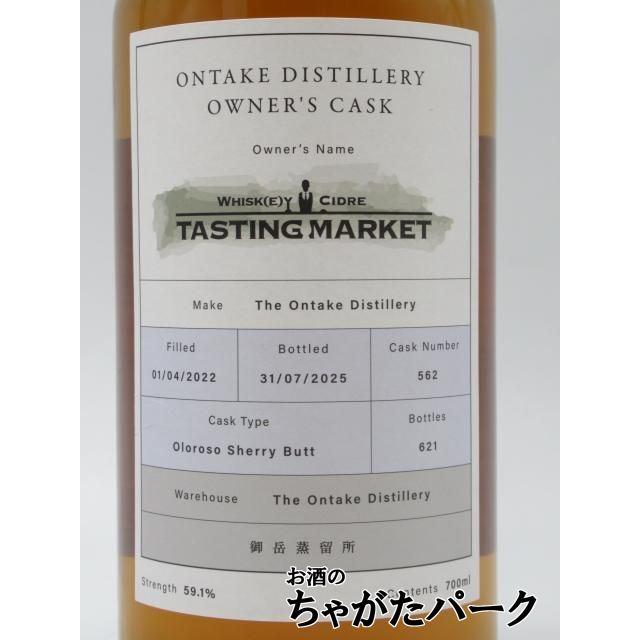 ONTAKE DISTILLERY
OWNER'S CASK
Owner's Name
WHISK(E)Y CIDRE
TASTING MARKET
Make The Ontake Distillery
Filled Bottled Cask Number
01/04/2022 31/07/2025 562
Cask Type Bottles
Oloroso Sherry Butt 621
Warehouse The Ontake Distillery
御岳蒸留所
Strength 59.1% Contents 700ml
お酒の
ちゃがたパーク